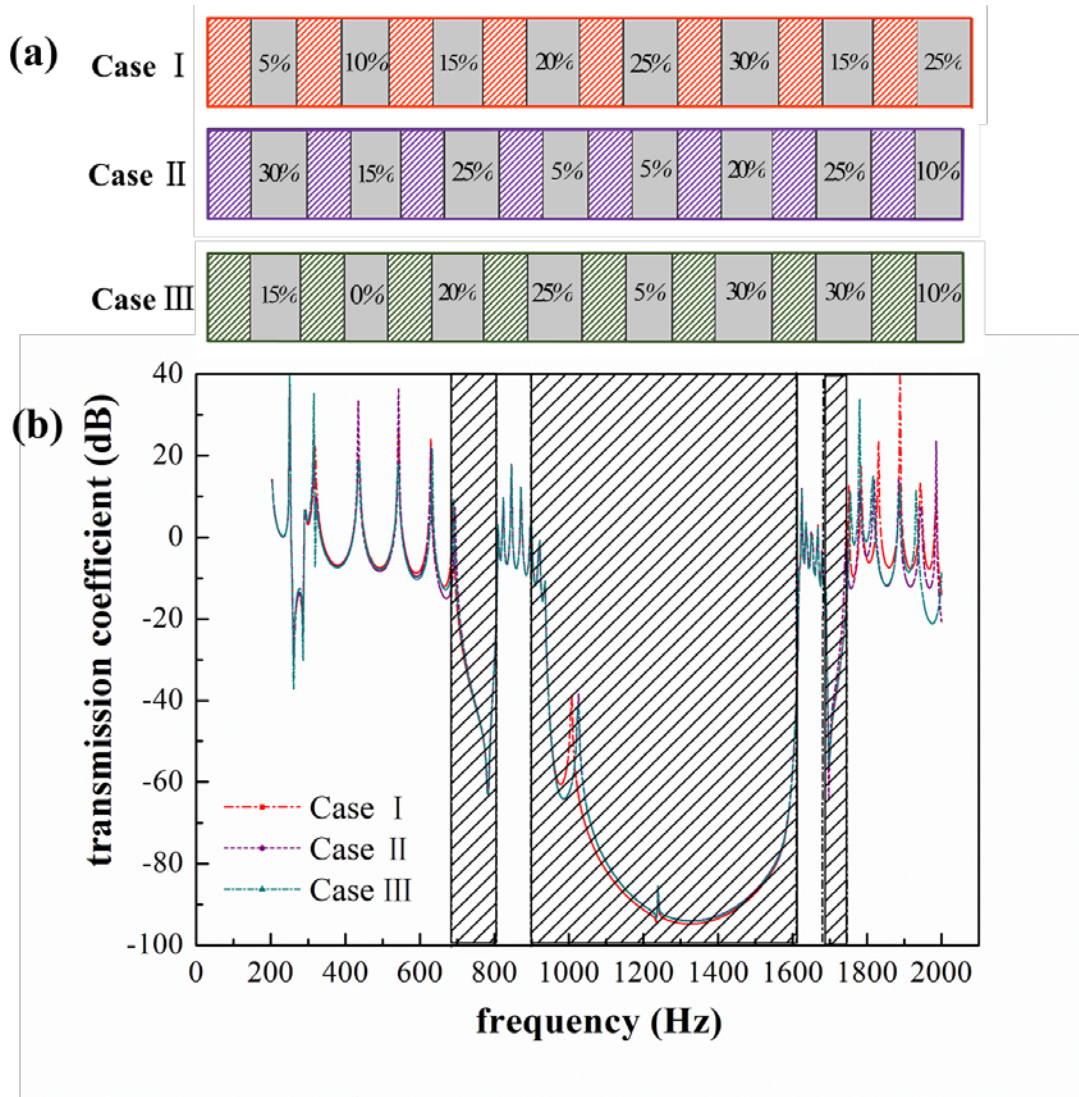 (a)
Case Ⅰ 5% 10% 15% 20% 25% 30% 15% 25%
Case Ⅱ 30% 15% 25% 5% 5% 20% 25% 10%
Case Ⅲ 15% 0% 20% 25% 5% 30% 30% 10%
(b)
transmission coefficient (dB)
40
20
0
-20
-40
-60
-80
-100
Case Ⅰ
Case Ⅱ
Case Ⅲ
0 200 400 600 800 1000 1200 1400 1600 1800 2000
frequency (Hz)